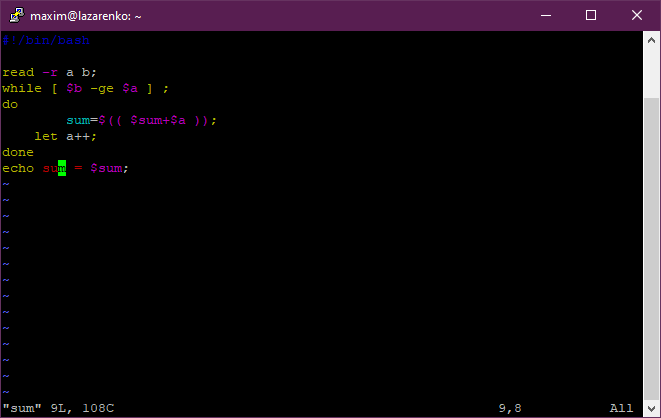 maxim@lazarenko: ~
#!/bin/bash

read -r a b;
while [ $b -ge $a ] ;
do
        sum=$(( $sum+$a ));
    let a++;
done
echo sum = $sum;
~
~
~
~
~
~
~
~
~
~
~
~
~
~
"sum" 9L, 108C 9,8 All